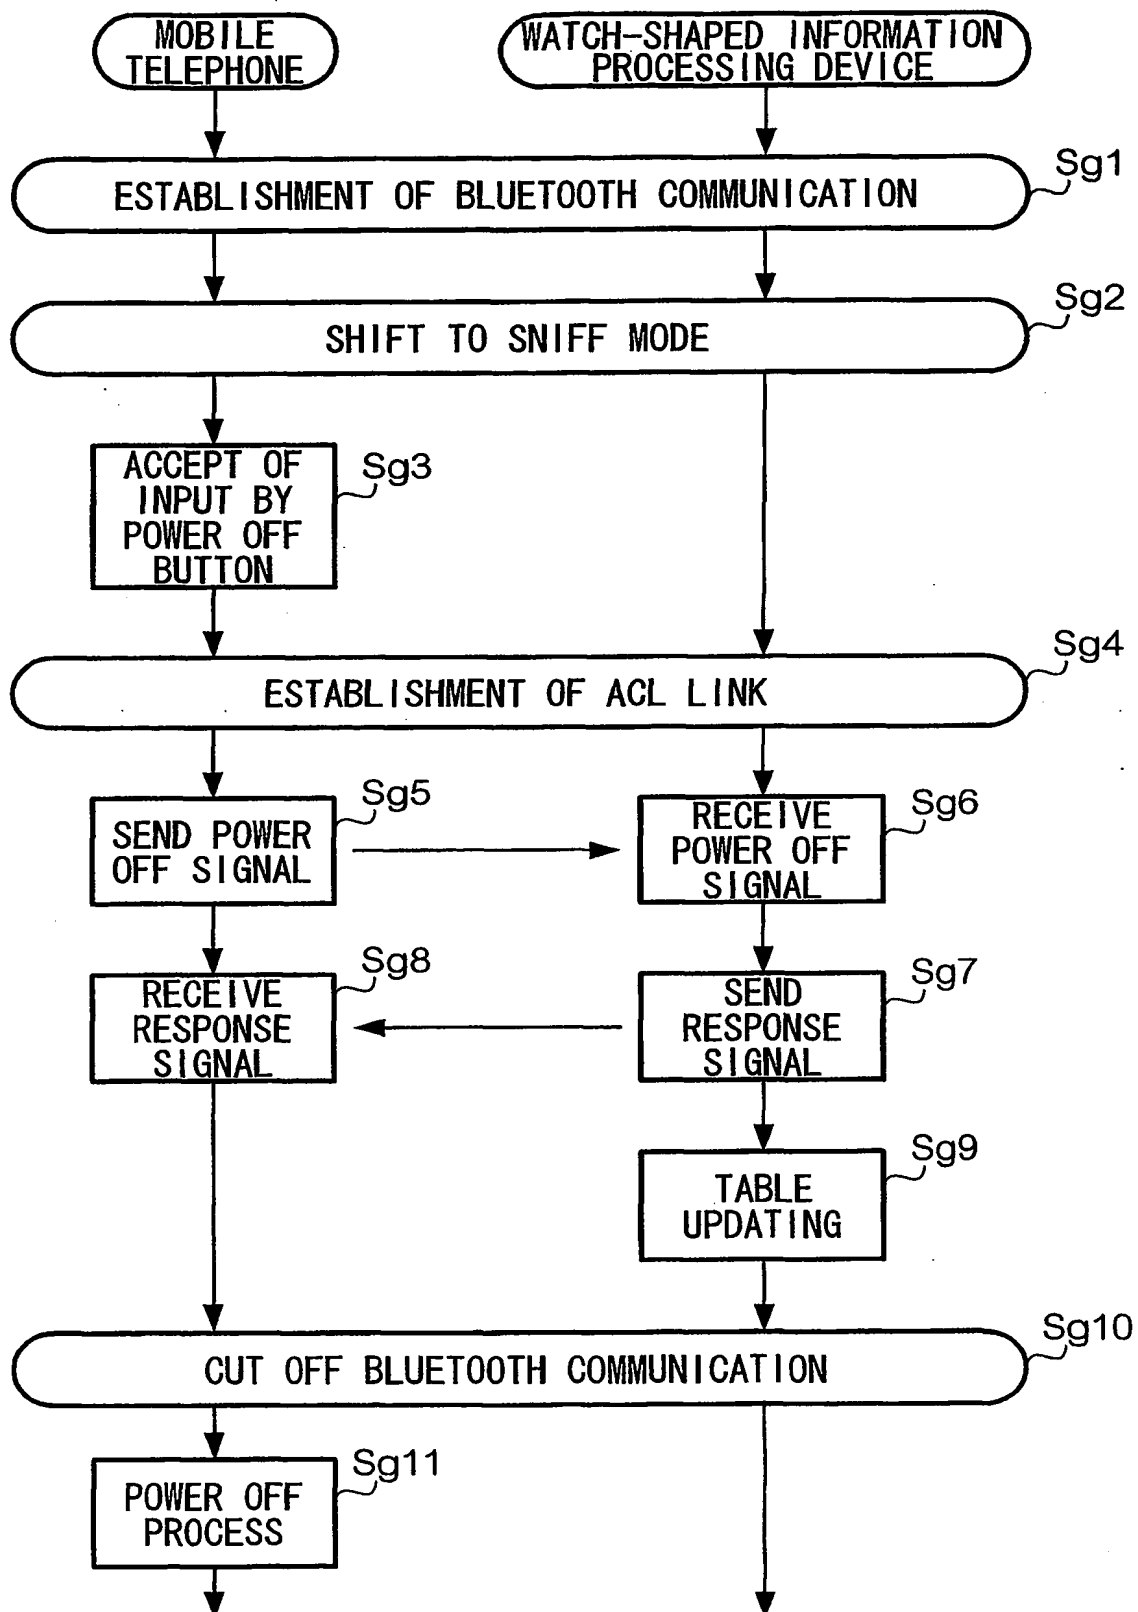 MOBILE
TELEPHONE
WATCH-SHAPED INFORMATION
PROCESSING DEVICE
Sg1
ESTABLISHMENT OF BLUETOOTH COMMUNICATION
Sg2
SHIFT TO SNIFF MODE
Sg3
ACCEPT OF
INPUT BY
POWER OFF
BUTTON
Sg4
ESTABLISHMENT OF ACL LINK
Sg5
SEND POWER
OFF SIGNAL
Sg6
RECEIVE
POWER OFF
SIGNAL
Sg8
RECEIVE
RESPONSE
SIGNAL
Sg7
SEND
RESPONSE
SIGNAL
Sg9
TABLE
UPDATING
Sg10
CUT OFF BLUETOOTH COMMUNICATION
Sg11
POWER OFF
PROCESS